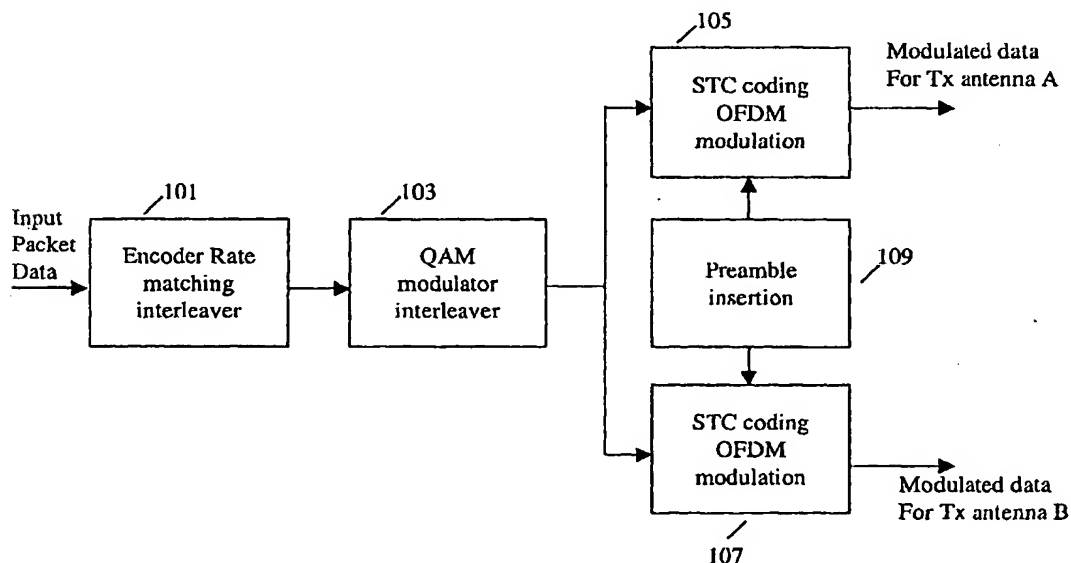 105
Modulated data
For Tx antenna A
STC coding
OFDM
modulation
101
103
Input
Packet
Data
Encoder Rate
matching
interleaver
QAM
modulator
interleaver
Preamble
insertion
109
STC coding
OFDM
modulation
Modulated data
For Tx antenna B
107